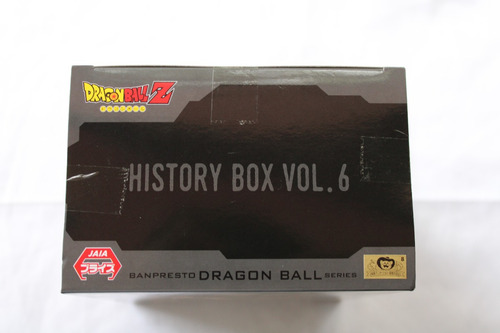 DRAGON BALL Z
HISTORY BOX VOL. 6
JAIA
プライズ
BANPRESTO DRAGON BALL SERIES